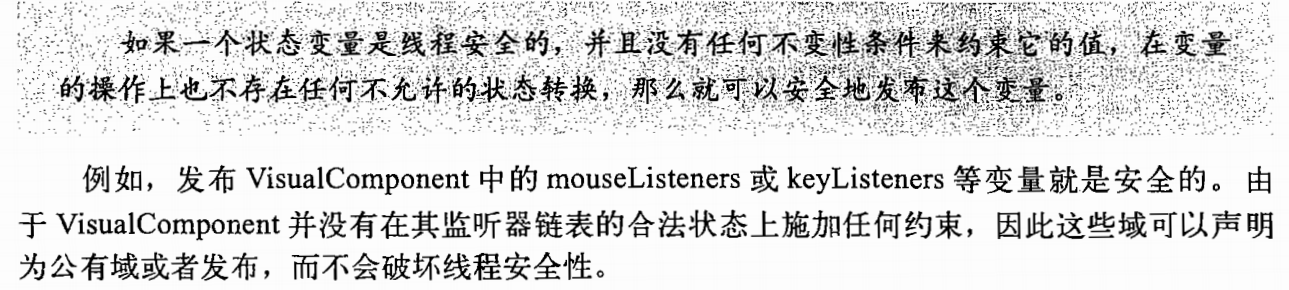 如果一个状态变量是线程安全的，并且没有任何不变性条件来约束它的值，在变量
的操作上也不存在任何不允许的状态转换，那么就可以安全地发布这个变量。
例如，发布 VisualComponent 中的 mouseListeners 或 keyListeners 等变量就是安全的。由
于 VisualComponent 并没有在其监听器链表的合法状态上施加任何约束，因此这些域可以声明
为公有域或者发布，而不会破坏线程安全性。